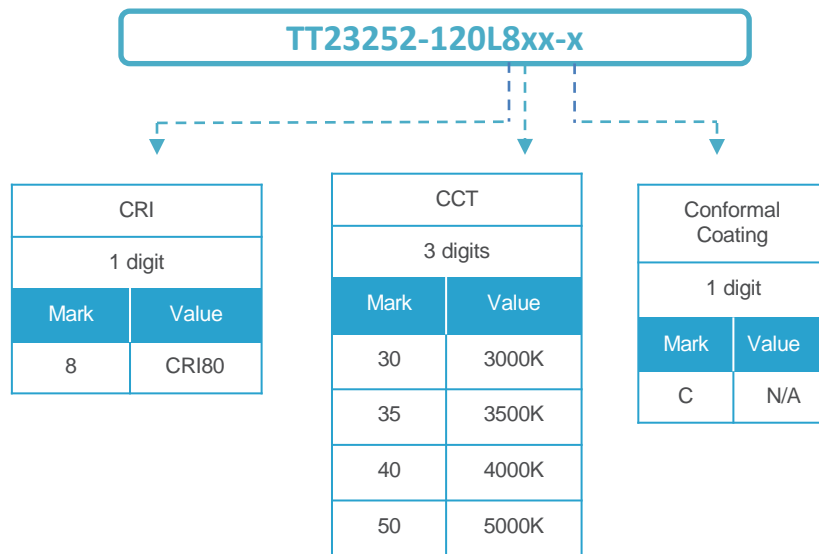 TT23252-120L8xx-x
CRI
1 digit
Mark Value
8 CRI80
CCT
3 digits
Mark Value
30 3000K
35 3500K
40 4000K
50 5000K
Conformal
Coating
1 digit
Mark Value
C N/A